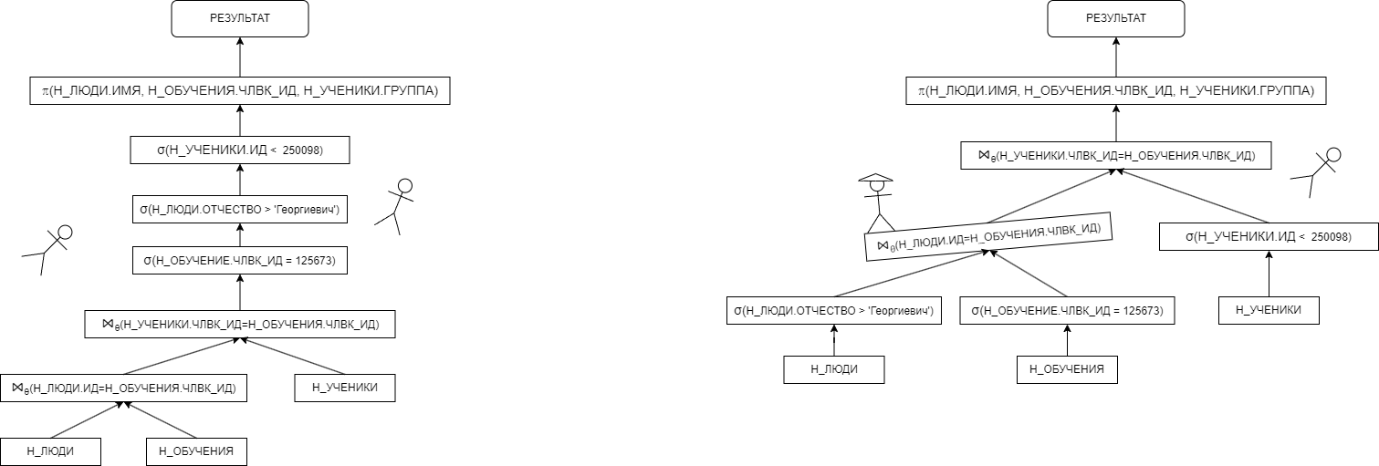 РЕЗУЛЬТАТ
π(Н_ЛЮДИ.ИМЯ, Н_ОБУЧЕНИЯ.ЧЛВК_ИД, Н_УЧЕНИКИ.ГРУППА)
σ(Н_УЧЕНИКИ.ИД < 250098)
σ(Н_ЛЮДИ.ОТЧЕСТВО > 'Георгиевич')
σ(Н_ОБУЧЕНИЕ.ЧЛВК_ИД = 125673)
⋈θ(Н_УЧЕНИКИ.ЧЛВК_ИД=Н_ОБУЧЕНИЯ.ЧЛВК_ИД)
⋈θ(Н_ЛЮДИ.ИД=Н_ОБУЧЕНИЯ.ЧЛВК_ИД)
Н_УЧЕНИКИ
Н_ЛЮДИ
Н_ОБУЧЕНИЯ
РЕЗУЛЬТАТ
π(Н_ЛЮДИ.ИМЯ, Н_ОБУЧЕНИЯ.ЧЛВК_ИД, Н_УЧЕНИКИ.ГРУППА)
⋈θ(Н_УЧЕНИКИ.ЧЛВК_ИД=Н_ОБУЧЕНИЯ.ЧЛВК_ИД)
⋈θ(Н_ЛЮДИ.ИД=Н_ОБУЧЕНИЯ.ЧЛВК_ИД)
σ(Н_УЧЕНИКИ.ИД < 250098)
σ(Н_ЛЮДИ.ОТЧЕСТВО > 'Георгиевич')
σ(Н_ОБУЧЕНИЕ.ЧЛВК_ИД = 125673)
Н_УЧЕНИКИ
Н_ЛЮДИ
Н_ОБУЧЕНИЯ